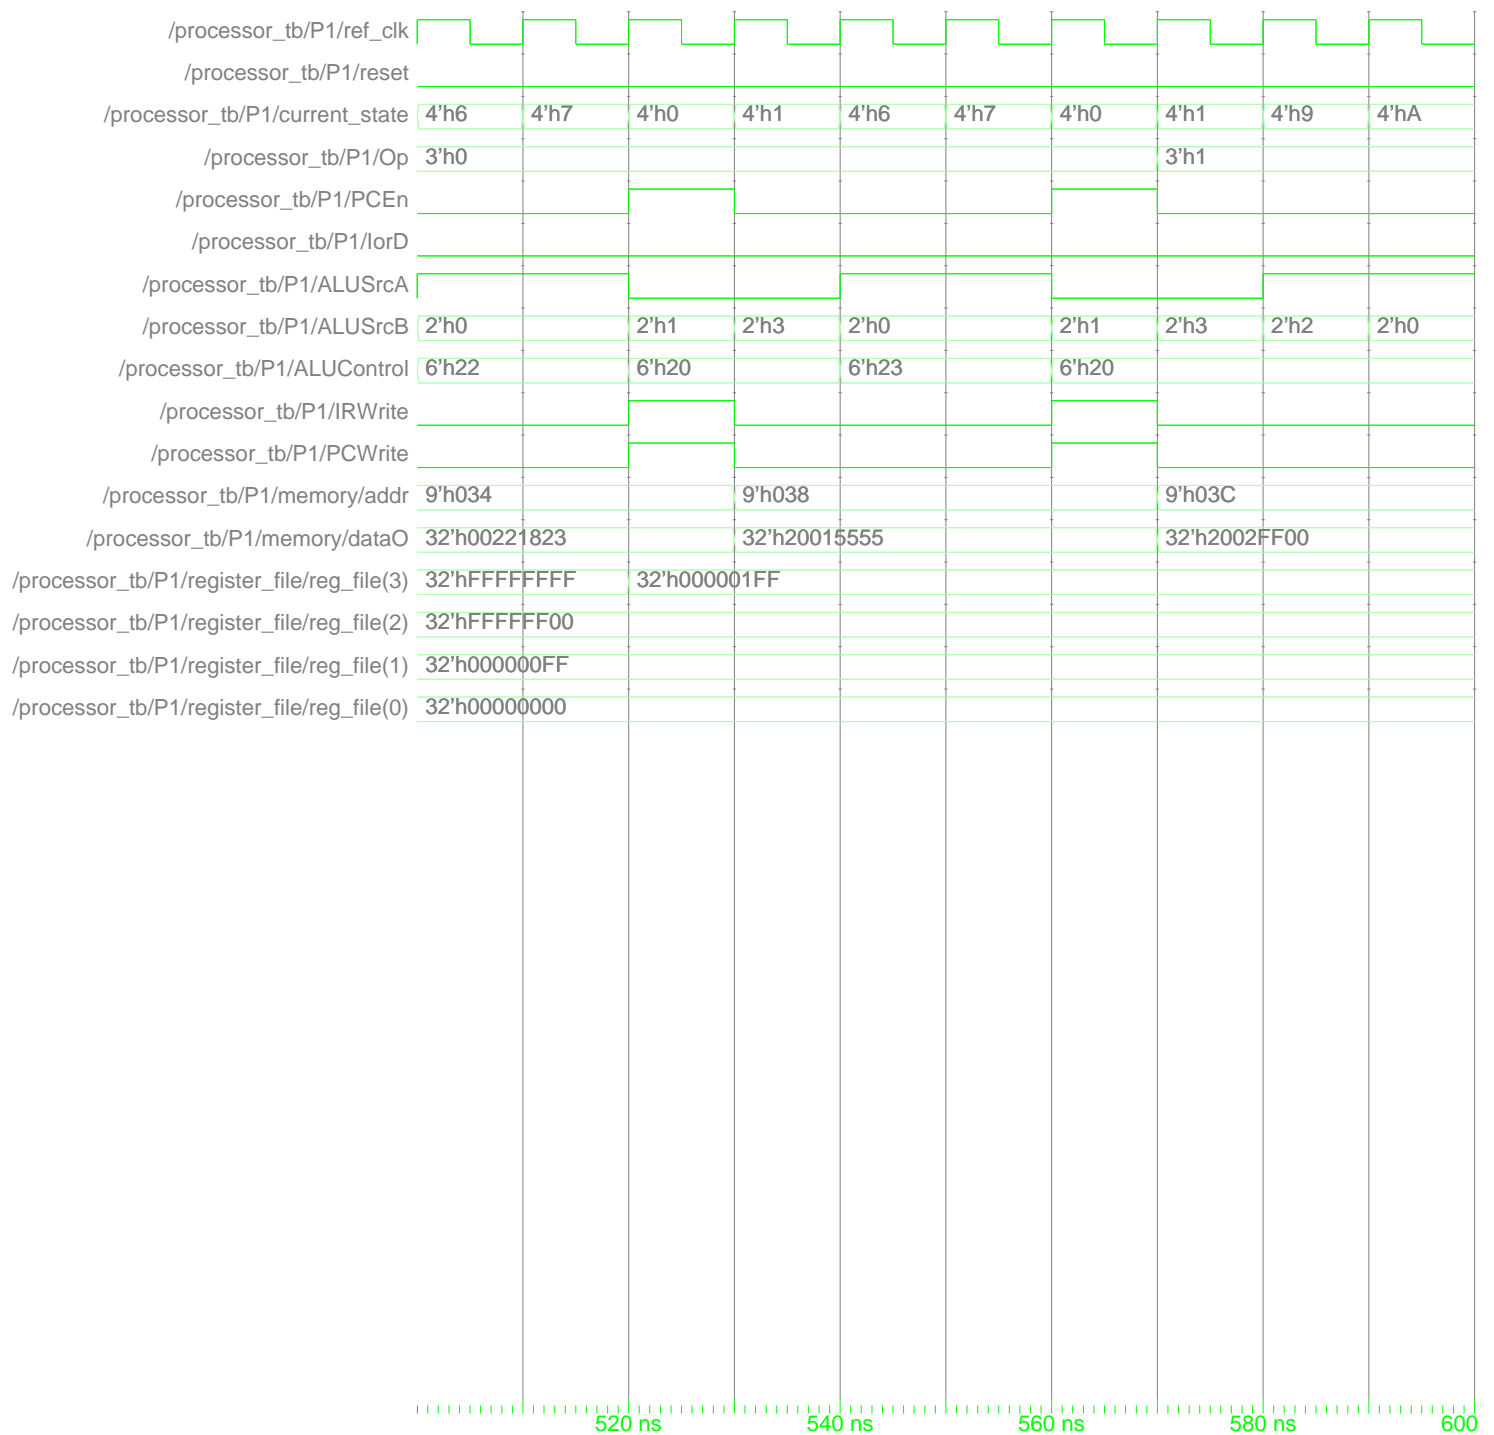 /processor_tb/P1/ref_clk
/processor_tb/P1/reset
/processor_tb/P1/current_state 4'h6 4'h7 4'h0 4'h1 4'h6 4'h7 4'h0 4'h1 4'h9 4'hA
/processor_tb/P1/Op 3'h0 3'h1
/processor_tb/P1/PCEn
/processor_tb/P1/IorD
/processor_tb/P1/ALUSrcA
/processor_tb/P1/ALUSrcB 2'h0 2'h1 2'h3 2'h0 2'h1 2'h3 2'h2 2'h0
/processor_tb/P1/ALUControl 6'h22 6'h20 6'h23 6'h20
/processor_tb/P1/IRWrite
/processor_tb/P1/PCWrite
/processor_tb/P1/memory/addr 9'h034 9'h038 9'h03C
/processor_tb/P1/memory/dataO 32'h00221823 32'h20015555 32'h2002FF00
/processor_tb/P1/register_file/reg_file(3) 32'hFFFFFFFF 32'h000001FF
/processor_tb/P1/register_file/reg_file(2) 32'hFFFFFF00
/processor_tb/P1/register_file/reg_file(1) 32'h000000FF
/processor_tb/P1/register_file/reg_file(0) 32'h00000000
520 ns 540 ns 560 ns 580 ns 600